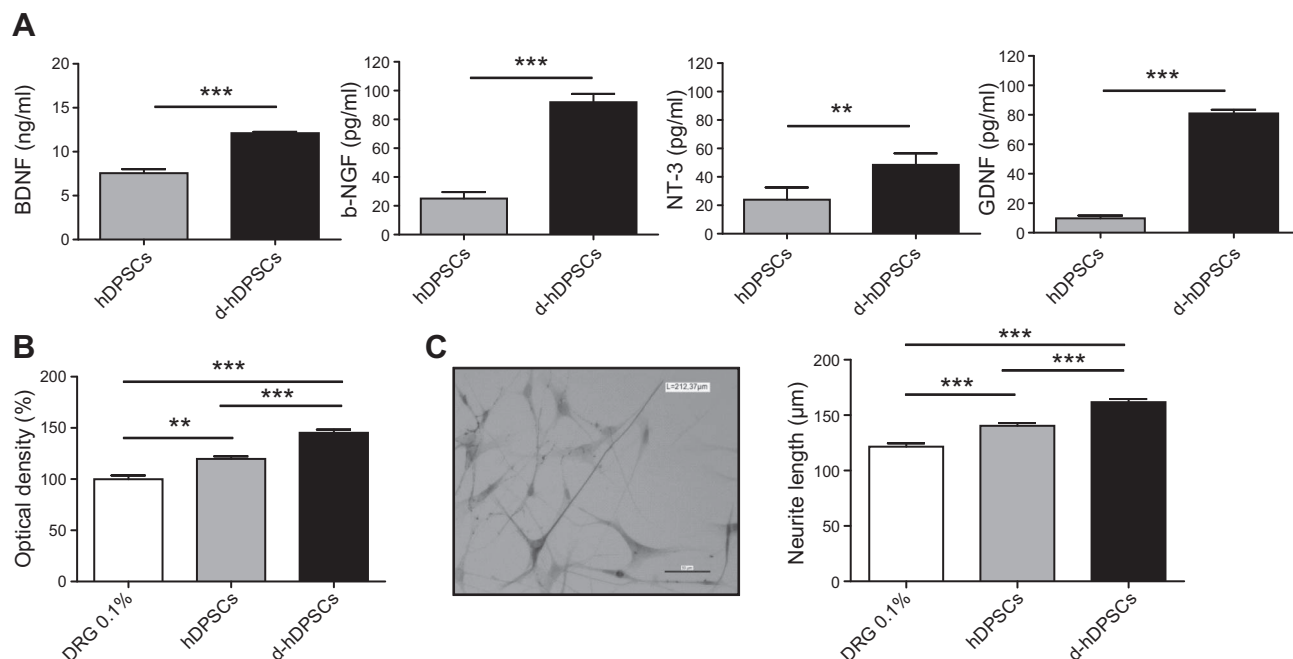 A
BDNF (ng/ml)
20
15
10
5
0
***
hDPSCs
d-hDPSCs
b-NGF (pg/ml)
120
100
80
60
40
20
0
***
hDPSCs
d-hDPSCs
NT-3 (pg/ml)
120
100
80
60
40
20
0
**
hDPSCs
d-hDPSCs
GDNF (pg/ml)
120
100
80
60
40
20
0
***
hDPSCs
d-hDPSCs
B
Optical density (%)
200
150
100
50
0
***
***
**
DRG 0.1%
hDPSCs
d-hDPSCs
C
L=212,37µm
Neurite length (µm)
200
150
100
50
0
***
***
***
DRG 0.1%
hDPSCs
d-hDPSCs